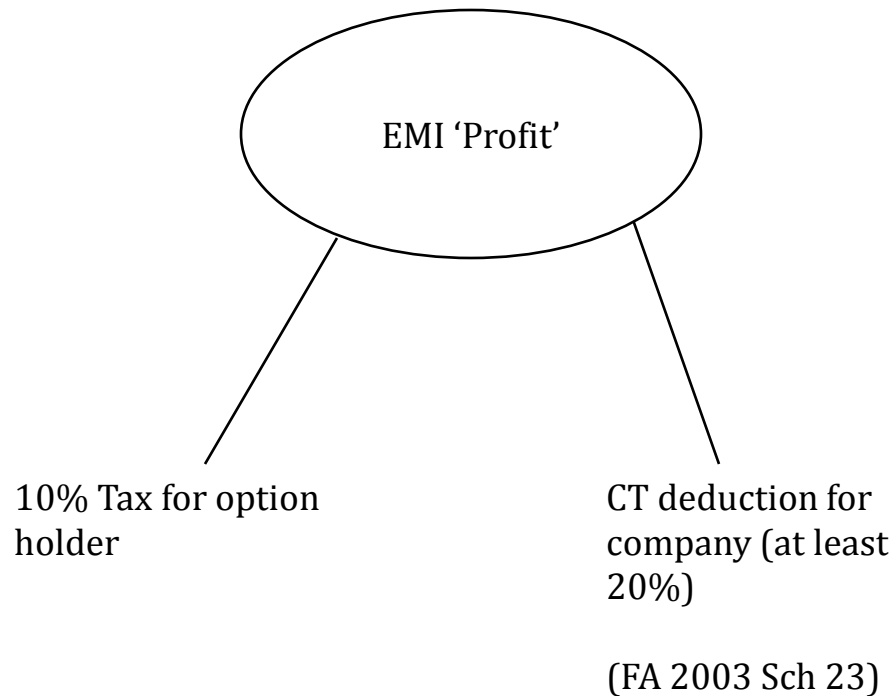 EMI ‘Profit’
10% Tax for option
holder
CT deduction for
company (at least
20%)
(FA 2003 Sch 23)